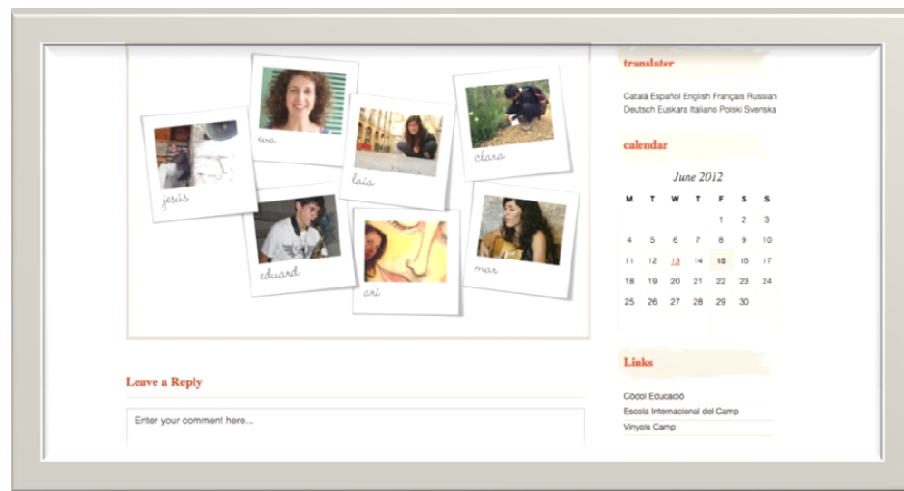 clara
laia
jesús
eduard
mar
ari
Leave a Reply
Enter your comment here...
translater
Català Español English Français Russian
Deutsch Euskara Italiano Polski Svenska
calendar
June 2012
M T W T F S S
1 2 3
4 5 6 7 8 9 10
11 12 13 14 15 16 17
18 19 20 21 22 23 24
25 26 27 28 29 30
Links
Còdol Educació
Escola Internacional del Camp
Vinyols Camp